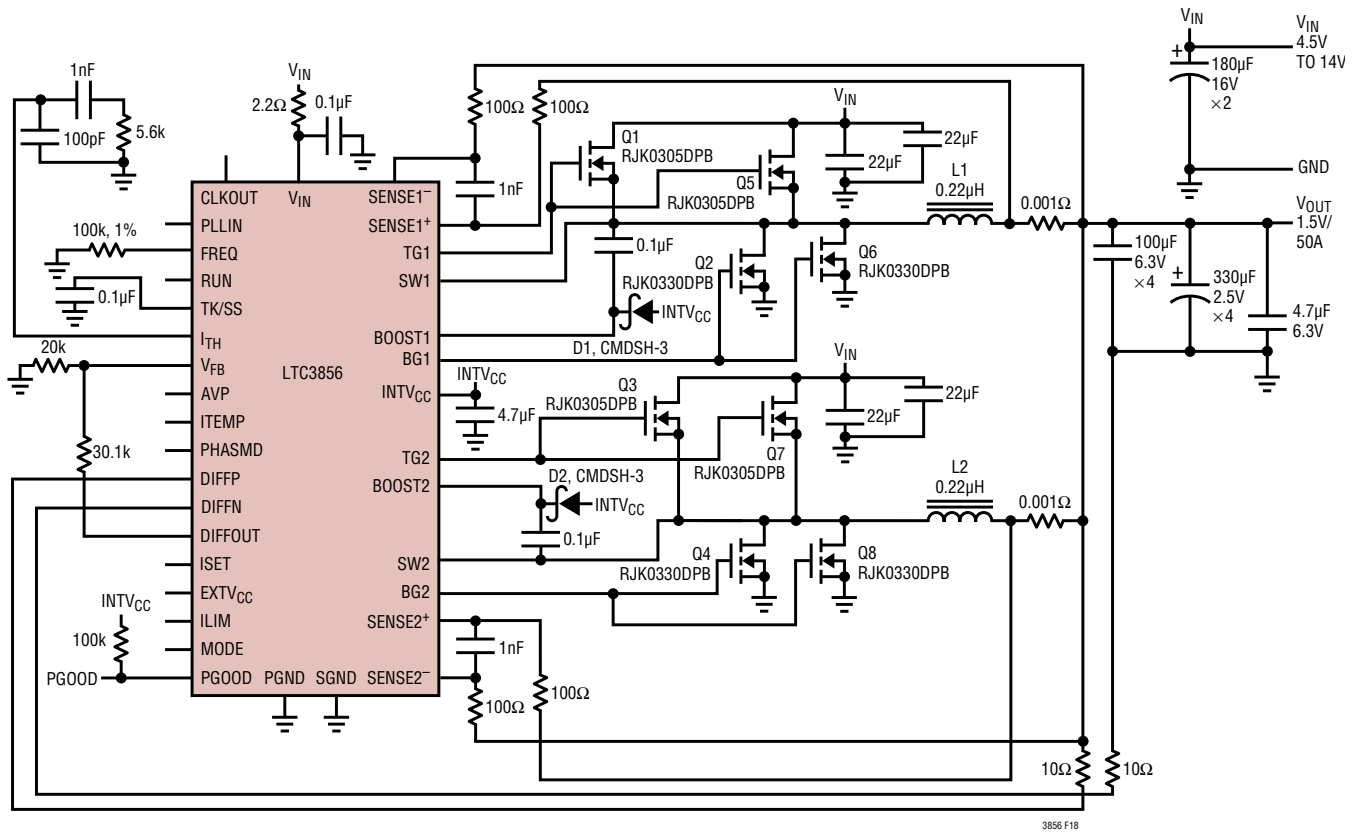 VIN
VIN
4.5V
TO 14V
180µF
16V
×2
GND
VOUT
1.5V/
50A
1nF
100pF
5.6k
VIN
2.2Ω
0.1µF
100Ω
100Ω
1nF
Q1
RJK0305DPB
Q5
RJK0305DPB
VIN
22µF
22µF
L1
0.22µH
0.001Ω
0.1µF
Q2
RJK0330DPB
Q6
RJK0330DPB
INTVCC
D1, CMDSH-3
100µF
6.3V
×4
330µF
2.5V
×4
4.7µF
6.3V
100k, 1%
0.1µF
20k
30.1k
INTVCC
100k
PGOOD
LTC3856
CLKOUT
VIN
PLLIN
FREQ
RUN
TK/SS
ITH
VFB
AVP
ITEMP
PHASMD
DIFFP
DIFFN
DIFFOUT
ISET
EXTVCC
ILIM
MODE
PGOOD
PGND
SGND
SENSE1–
SENSE1+
TG1
SW1
BOOST1
BG1
INTVCC
TG2
BOOST2
SW2
BG2
SENSE2+
SENSE2–
INTVCC
4.7µF
Q3
RJK0305DPB
Q7
RJK0305DPB
VIN
22µF
22µF
D2, CMDSH-3
INTVCC
0.1µF
L2
0.22µH
0.001Ω
Q4
RJK0330DPB
Q8
RJK0330DPB
1nF
100Ω
100Ω
10Ω
10Ω
3856 F18